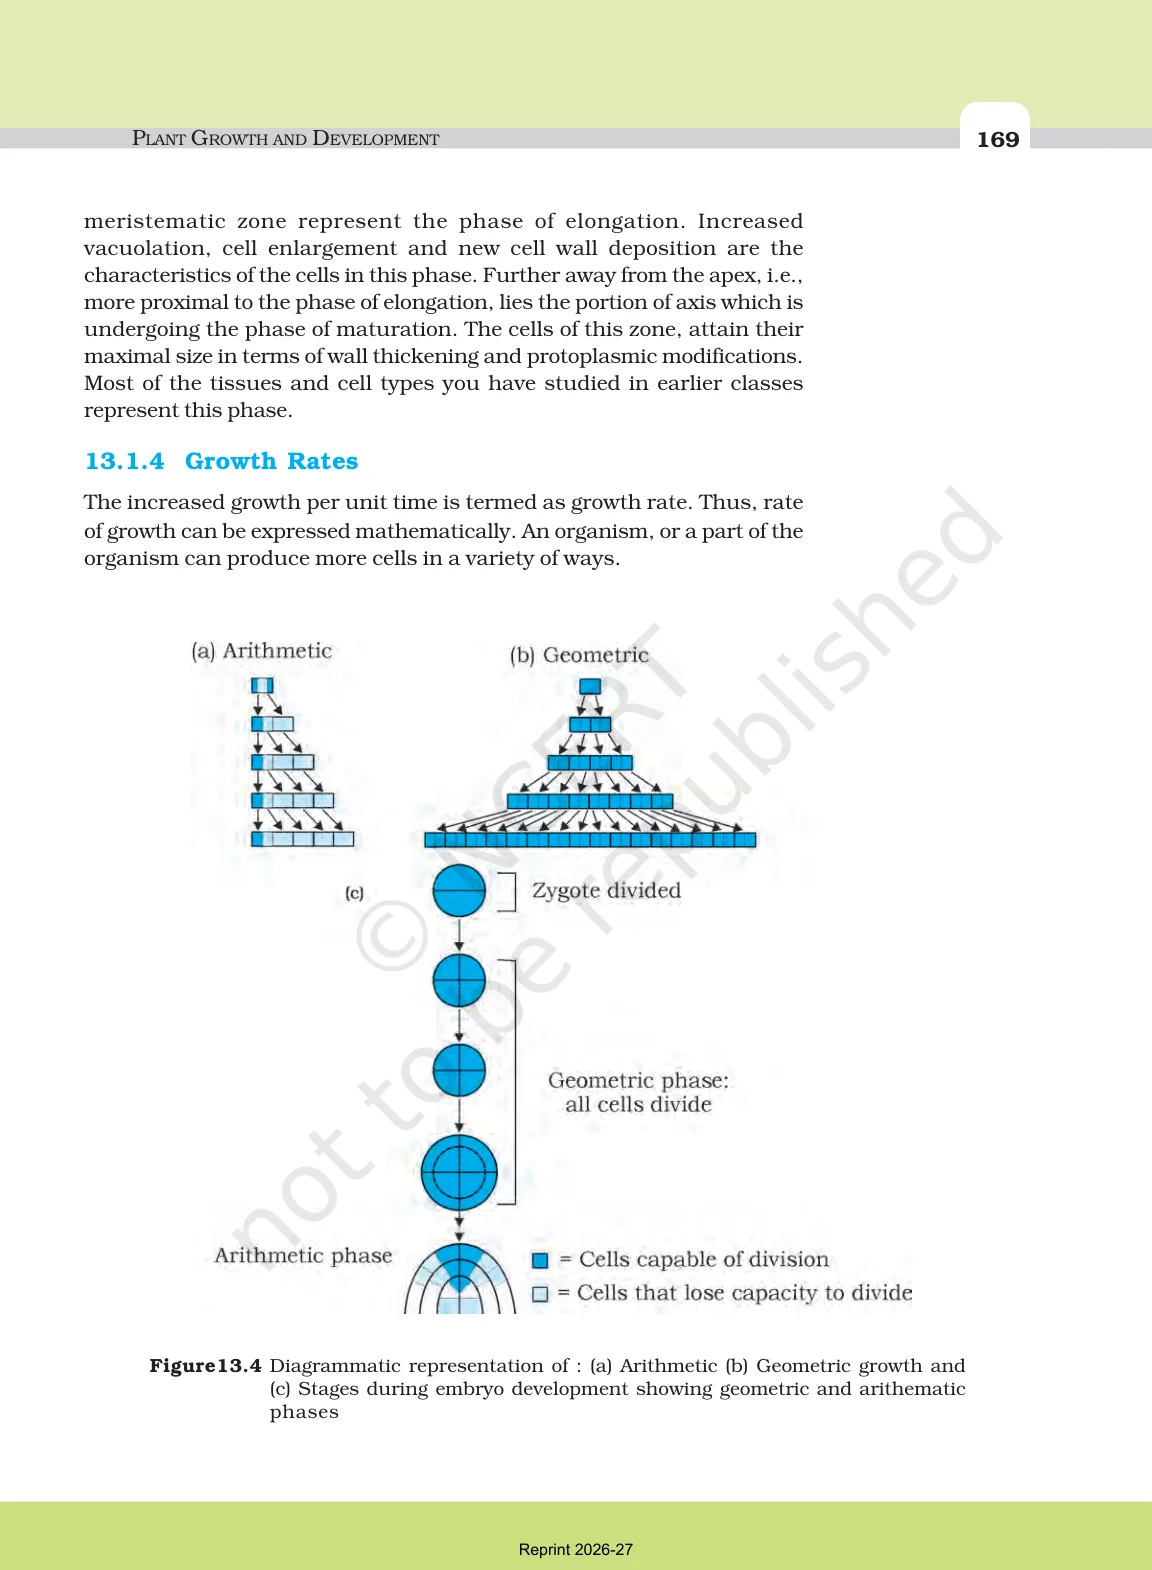 PLANT GROWTH AND DEVELOPMENT
169
meristematic zone represent the phase of elongation. Increased
vacuolation, cell enlargement and new cell wall deposition are the
characteristics of the cells in this phase. Further away from the apex, i.e.,
more proximal to the phase of elongation, lies the portion of axis which is
undergoing the phase of maturation. The cells of this zone, attain their
maximal size in terms of wall thickening and protoplasmic modifications.
Most of the tissues and cell types you have studied in earlier classes
represent this phase.
13.1.4 Growth Rates
The increased growth per unit time is termed as growth rate. Thus, rate
of growth can be expressed mathematically. An organism, or a part of the
organism can produce more cells in a variety of ways.
(a) Arithmetic
(b) Geometric
(c)
Zygote divided
Geometric phase:
all cells divide
Arithmetic phase
= Cells capable of division
= Cells that lose capacity to divide
Figure13.4 Diagrammatic representation of : (a) Arithmetic (b) Geometric growth and
(c) Stages during embryo development showing geometric and arithematic
phases
© NCERT
not to be republished
Reprint 2026-27